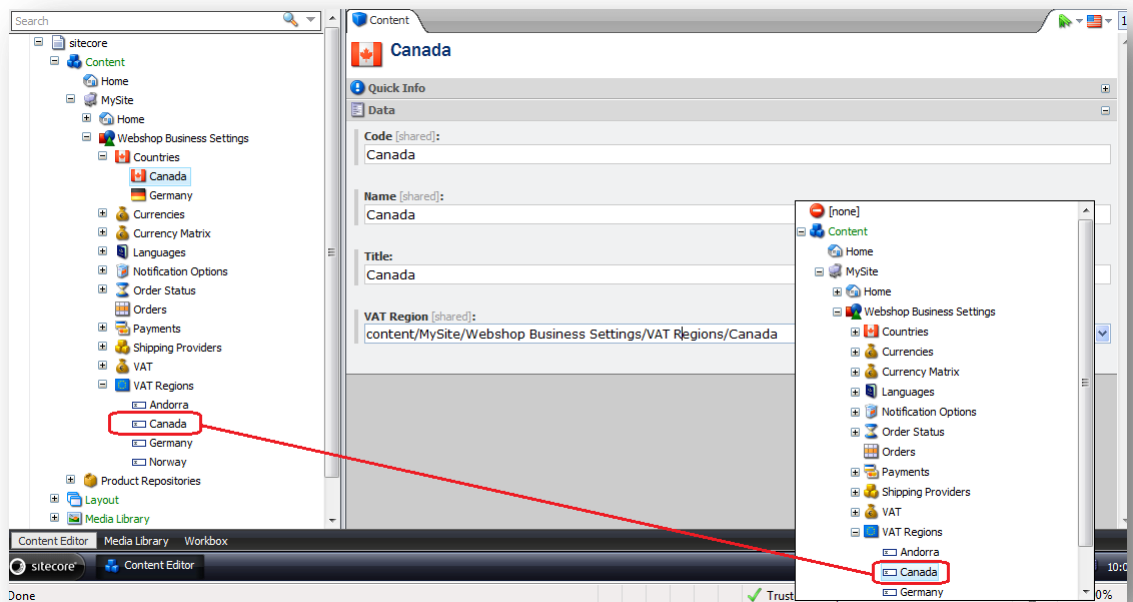 Search
sitecore
Content
Home
MySite
Home
Webshop Business Settings
Countries
Canada
Germany
Currencies
Currency Matrix
Languages
Notification Options
Order Status
Orders
Payments
Shipping Providers
VAT
VAT Regions
Andorra
Canada
Germany
Norway
Product Repositories
Layout
Media Library
Content
1
Canada
Quick Info
Data
Code [shared]:
Canada
Name [shared]:
Canada
Title:
Canada
VAT Region [shared]:
content/MySite/Webshop Business Settings/VAT Regions/Canada
[none]
Content
Home
MySite
Home
Webshop Business Settings
Countries
Currencies
Currency Matrix
Languages
Notification Options
Order Status
Orders
Payments
Shipping Providers
VAT
VAT Regions
Andorra
Canada
Germany
Content Editor Media Library Workbox
sitecore Content Editor 10:0
Done Trust 0%